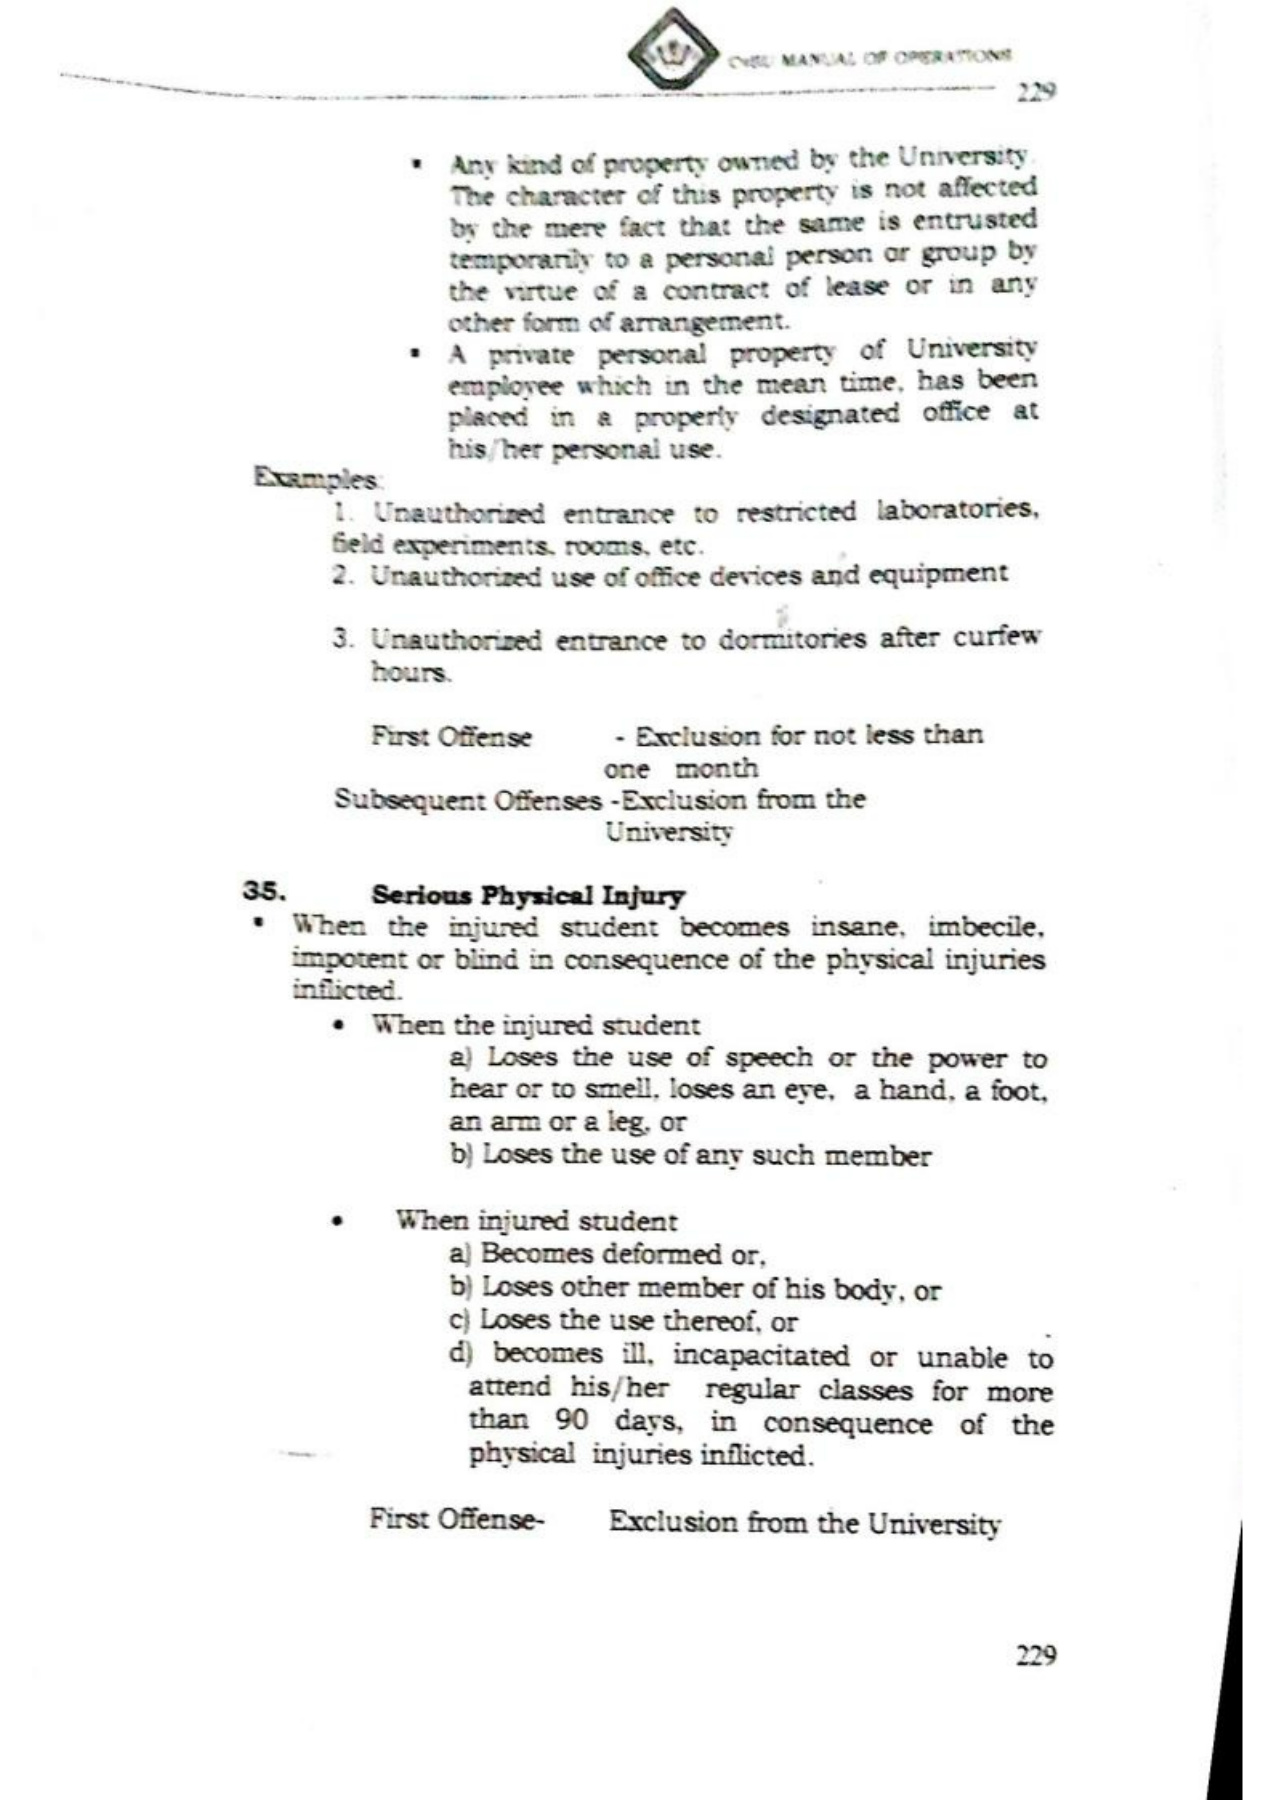 MANUAL OF OPERATIONS
229
▪ Any kind of property owned by the University.
The character of this property is not affected
by the mere fact that the same is entrusted
temporarily to a personal person or group by
the virtue of a contract of lease or in any
other form of arrangement.
▪ A private personal property of University
employee which in the mean time, has been
placed in a properly designated office at
his/her personal use.
Examples:
1. Unauthorized entrance to restricted laboratories,
field experiments, rooms, etc.
2. Unauthorized use of office devices and equipment
3. Unauthorized entrance to dormitories after curfew
hours.
First Offense - Exclusion for not less than
one month
Subsequent Offenses -Exclusion from the
University
35. Serious Physical Injury
▪ When the injured student becomes insane, imbecile,
impotent or blind in consequence of the physical injuries
inflicted.
• When the injured student
a) Loses the use of speech or the power to
hear or to smell, loses an eye, a hand, a foot,
an arm or a leg, or
b) Loses the use of any such member
• When injured student
a) Becomes deformed or,
b) Loses other member of his body, or
c) Loses the use thereof, or
d) becomes ill, incapacitated or unable to
attend his/her regular classes for more
than 90 days, in consequence of the
physical injuries inflicted.
First Offense- Exclusion from the University
229